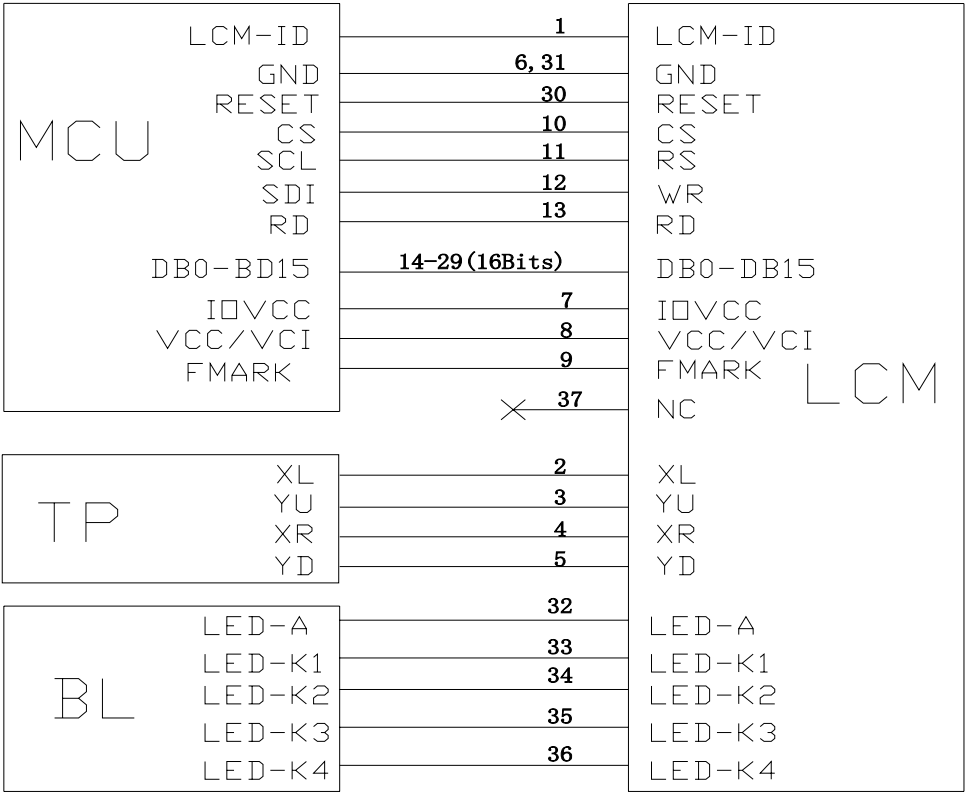 LCM-ID 1 LCM-ID
GND 6,31 GND
RESET 30 RESET
MCU
CS 10 CS
SCL 11 RS
SDI 12 WR
RD 13 RD
DB0-BD15 14-29(16Bits) DB0-DB15
IOVCC 7 IOVCC
VCC/VCI 8 VCC/VCI
FMARK 9 FMARK
LCM
37 NC
XL 2 XL
TP
YU 3 YU
XR 4 XR
YD 5 YD
LED-A 32 LED-A
LED-K1 33 LED-K1
BL
LED-K2 34 LED-K2
LED-K3 35 LED-K3
LED-K4 36 LED-K4